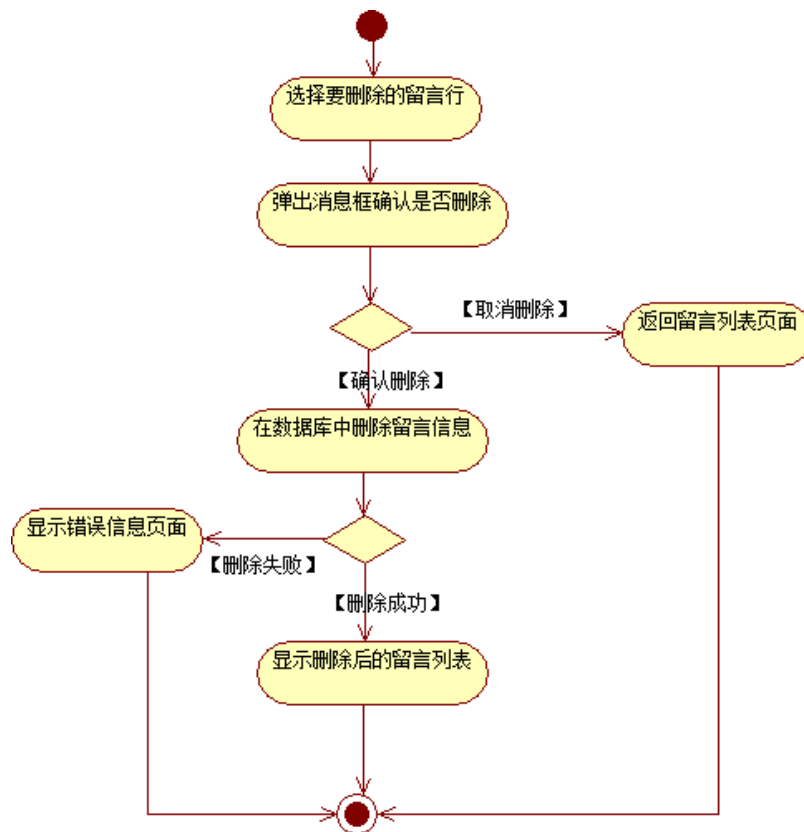 选择要删除的留言行
弹出消息框确认是否删除
【取消删除】
返回留言列表页面
【确认删除】
在数据库中删除留言信息
显示错误信息页面
【删除失败】
【删除成功】
显示删除后的留言列表